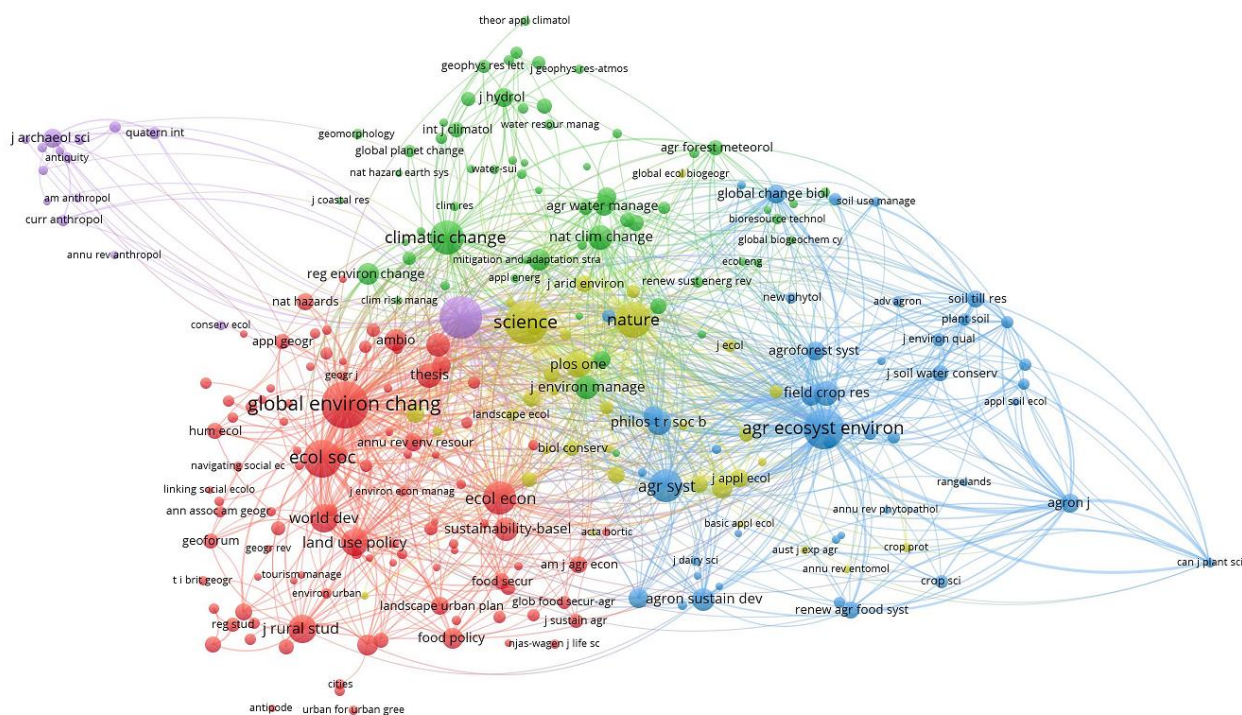 theor appl climatol
geophys res lett
j geophys res-atmos
j hydrol
int j climatol
water resour manag
j archaeol sci
quatern int
geomorphology
antiquity
global planet change
agr forest meteorol
nat hazard earth sys
water-sui
global ecol biogeogr
am anthropol
j coastal res
clim res
agr water manage
global change biol
soil use manage
curr anthropol
bioresource technol
climatic change
nat clim change
global biogeochem cy
annu rev anthropol
mitigation and adaptation stra
ecol eng
reg environ change
appl energ
j arid environ
renew sust energ rev
nat hazards
clim risk manag
new phytol
adv agron
soil till res
conserv ecol
science
nature
plant soil
appl geogr
ambio
j ecol
agroforest syst
j environ qual
geogr j
thesis
plos one
j environ manage
j soil water conserv
field crop res
global environ chang
landscape ecol
appl soil ecol
hum ecol
annu rev env resour
philos t r soc b
agr ecosyst environ
biol conserv
ecol soc
navigating social ec
linking social ecolo
j environ econ manag
ecol econ
agr syst
j appl ecol
rangelands
agron j
ann assoc am geogr
world dev
sustainability-basel
acta hortic
basic appl ecol
annu rev phytopathol
geoforum
geogr rev
land use policy
aust j exp agr
crop prot
t i brit geogr
tourism manage
food secur
am j agr econ
j dairy sci
annu rev entomol
can j plant sci
environ urban
crop sci
landscape urban plan
glob food secur-agr
agron sustain dev
renew agr food syst
reg stud
j rural stud
food policy
j sustain agr
njas-wagen j life sc
cities
antipode
urban for urban gree